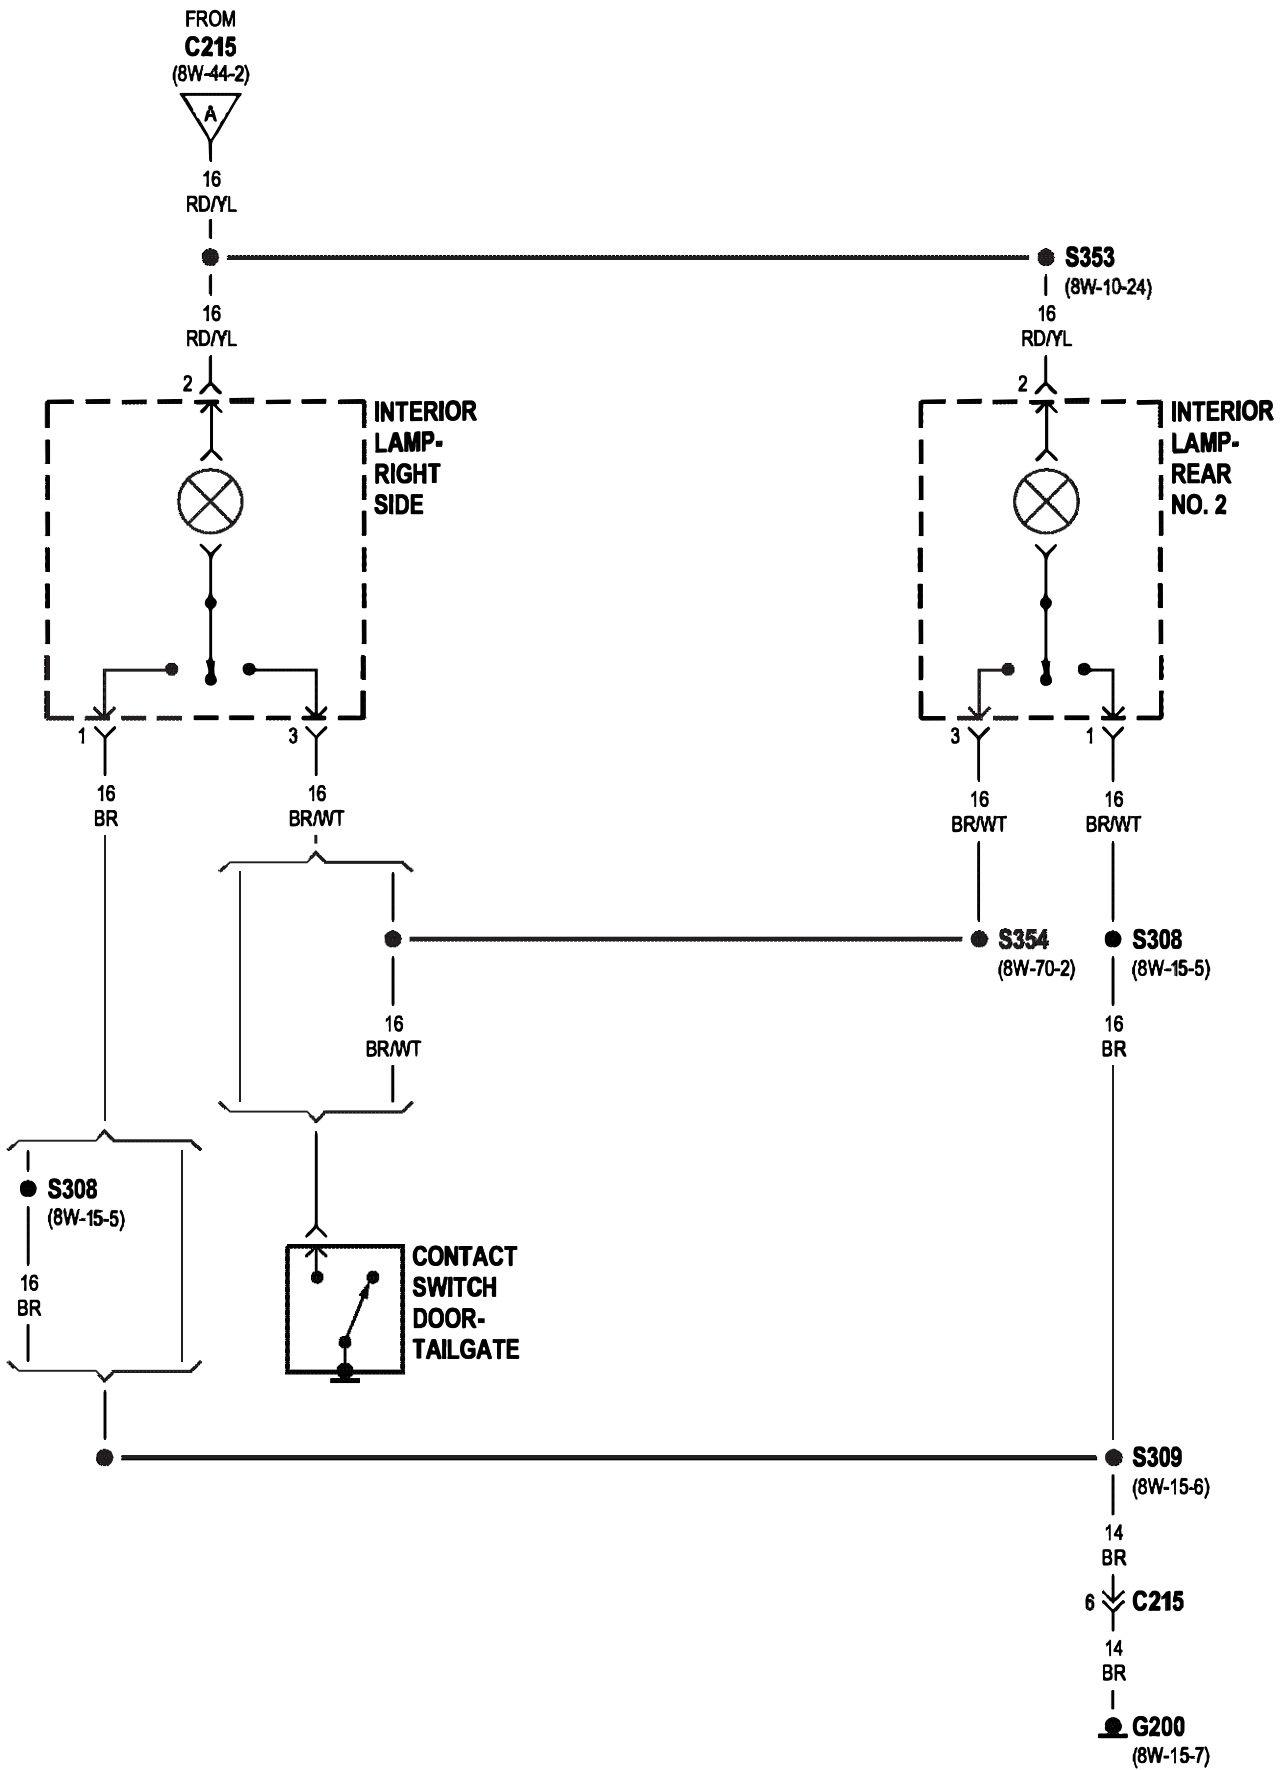 FROM
C215
(8W-44-2)
A
16
RD/YL
S353
(8W-10-24)
16
RD/YL
16
RD/YL
2
2
INTERIOR
LAMP-
RIGHT
SIDE
INTERIOR
LAMP-
REAR
NO. 2
1
3
3
1
16
BR
16
BR/WT
16
BR/WT
16
BR/WT
S354
(8W-70-2)
S308
(8W-15-5)
16
BR/WT
16
BR
S308
(8W-15-5)
16
BR
CONTACT
SWITCH
DOOR-
TAILGATE
S309
(8W-15-6)
14
BR
6
C215
14
BR
G200
(8W-15-7)